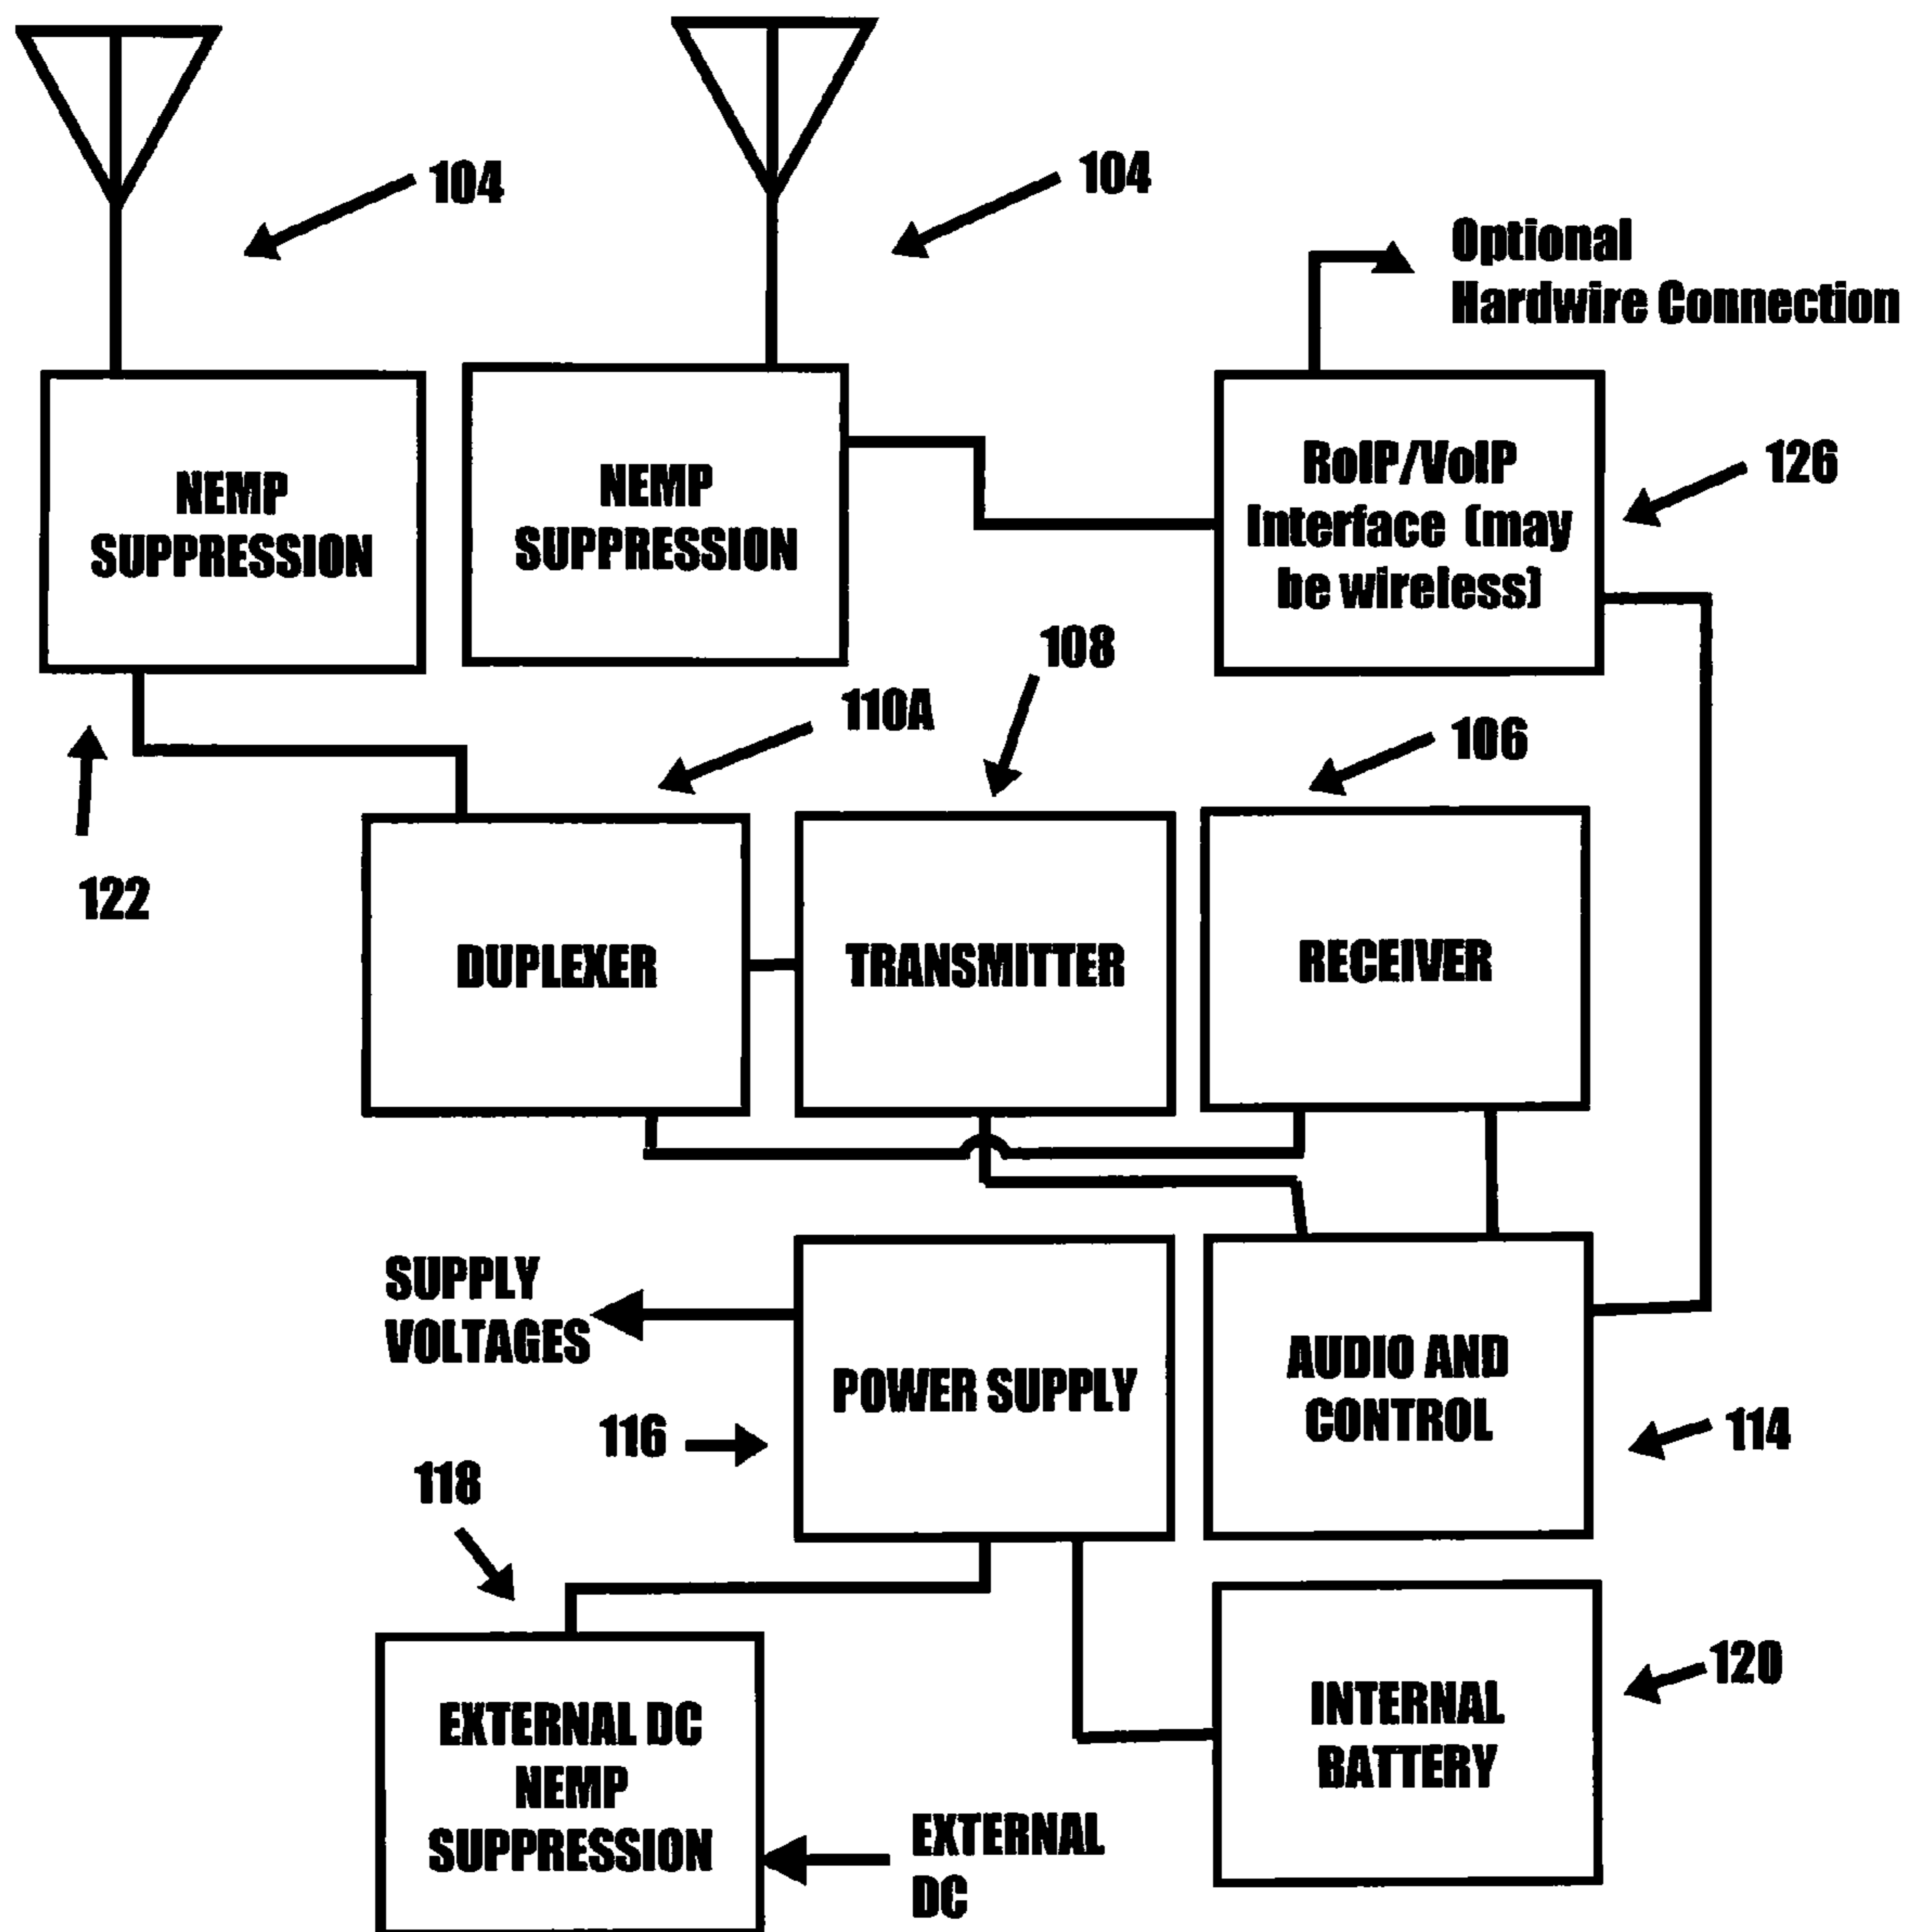 104
104
Optional
Hardwire Connection
NEMP
SUPPRESSION
NEMP
SUPPRESSION
RoIP/VoIP
Interface (may
be wireless)
126
108
110A
106
122
DUPLEXER
TRANSMITTER
RECEIVER
SUPPLY
VOLTAGES
POWER SUPPLY
AUDIO AND
CONTROL
116
114
118
EXTERNAL DC
NEMP
SUPPRESSION
INTERNAL
BATTERY
120
EXTERNAL
DC